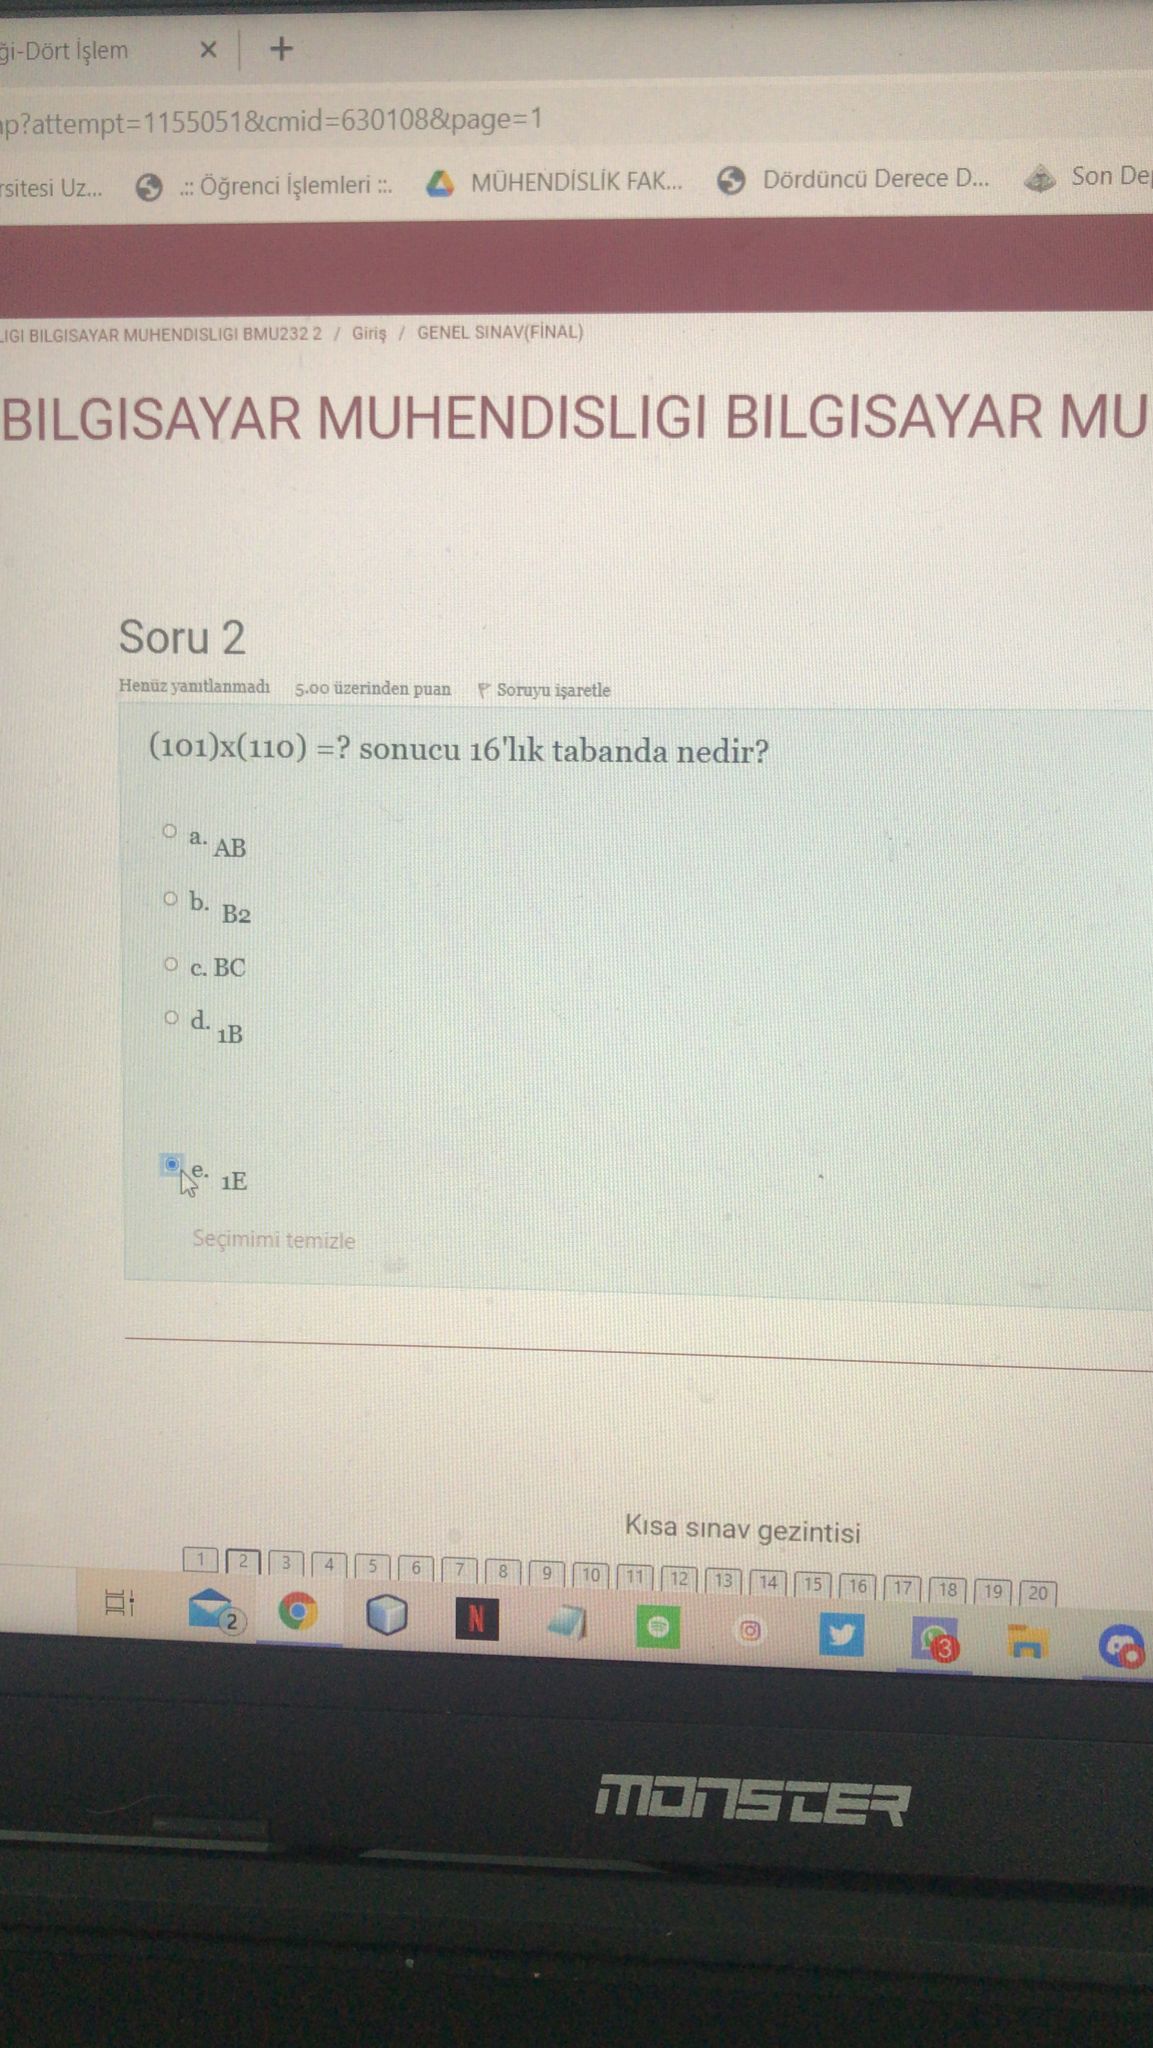 ği-Dört İşlem
hp?attempt=1155051&cmid=630108&page=1
rsitesi Uz... .:: Öğrenci İşlemleri ::. MÜHENDİSLİK FAK... Dördüncü Derece D... Son Dep
LIGI BILGISAYAR MUHENDISLIGI BMU232 2 / Giriş / GENEL SINAV(FİNAL)
BILGISAYAR MUHENDISLIGI BILGISAYAR MU
Soru 2
Henüz yanıtlanmadı 5.00 üzerinden puan Soruyu işaretle
(101)x(110) =? sonucu 16'lık tabanda nedir?
a. AB
b. B2
c. BC
d. 1B
e. 1E
Seçimimi temizle
Kısa sınav gezintisi
1 2 3 4 5 6 7 8 9 10 11 12 13 14 15 16 17 18 19 20
2 N 3
MONSTER